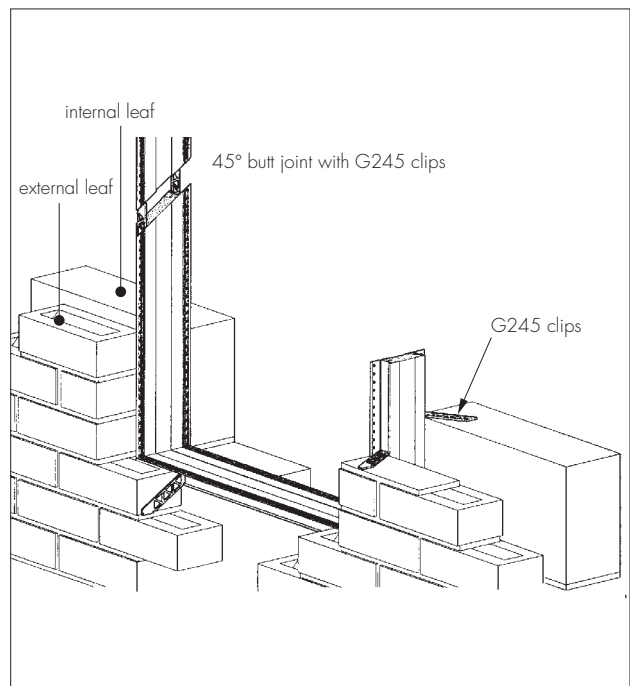 internal leaf
45° butt joint with G245 clips
external leaf
G245 clips